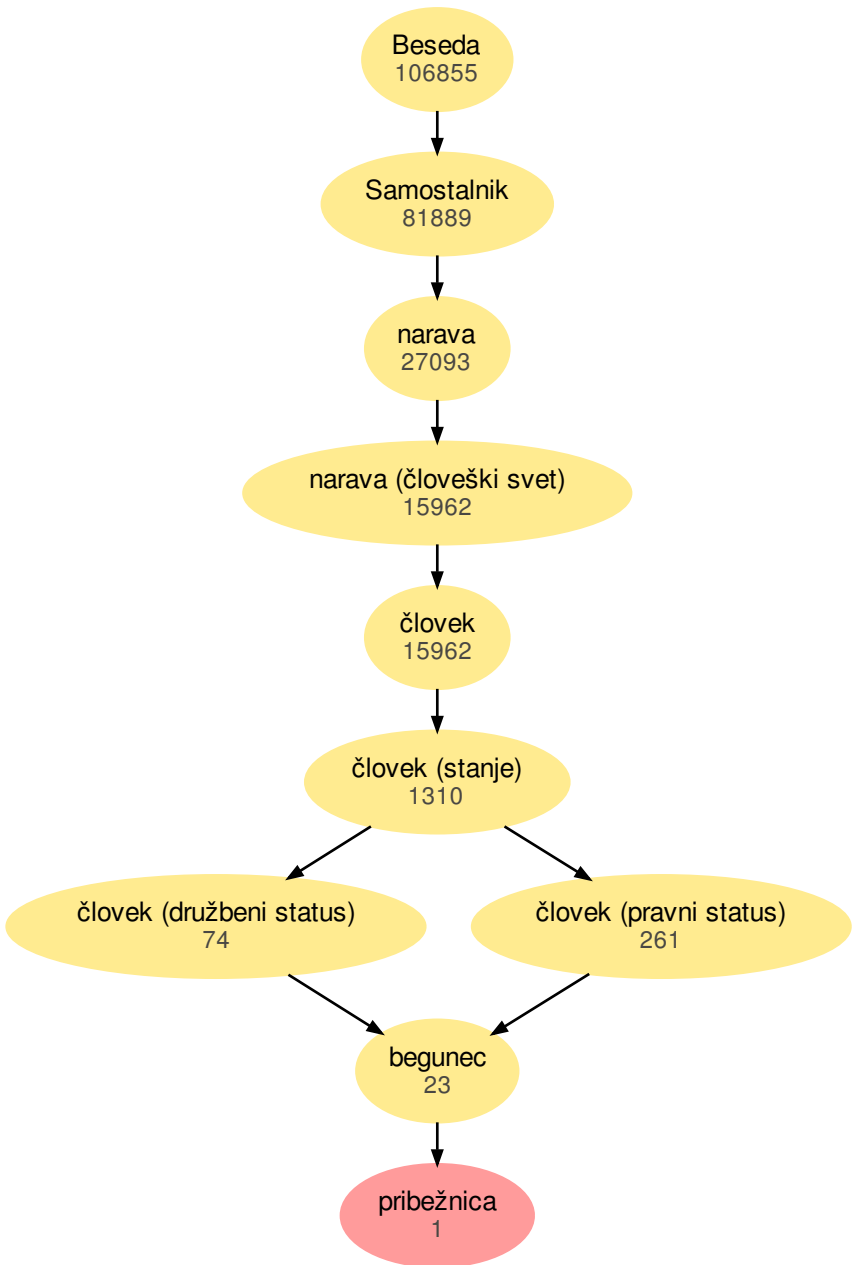 Beseda
106855
Samostalnik
81889
narava
27093
narava (človeški svet)
15962
človek
15962
človek (stanje)
1310
človek (družbeni status)
74
človek (pravni status)
261
begunec
23
pribežnica
1